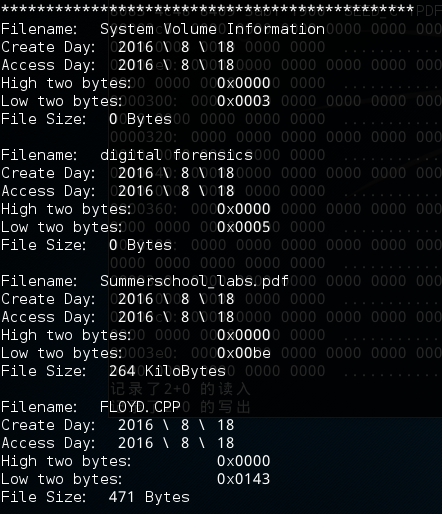 **********************************************
Filename: System Volume Information
Create Day: 2016 \ 8 \ 18
Access Day: 2016 \ 8 \ 18
High two bytes: 0x0000
Low two bytes: 0x0003
File Size: 0 Bytes
Filename: digital forensics
Create Day: 2016 \ 8 \ 18
Access Day: 2016 \ 8 \ 18
High two bytes: 0x0000
Low two bytes: 0x0005
File Size: 0 Bytes
Filename: Summerschool_labs.pdf
Create Day: 2016 \ 8 \ 18
Access Day: 2016 \ 8 \ 18
High two bytes: 0x0000
Low two bytes: 0x00be
File Size: 264 KiloBytes
记录了2+0 的读入
Filename: FLOYD.CPP
的写出
Create Day: 2016 \ 8 \ 18
Access Day: 2016 \ 8 \ 18
High two bytes: 0x0000
Low two bytes: 0x0143
File Size: 471 Bytes